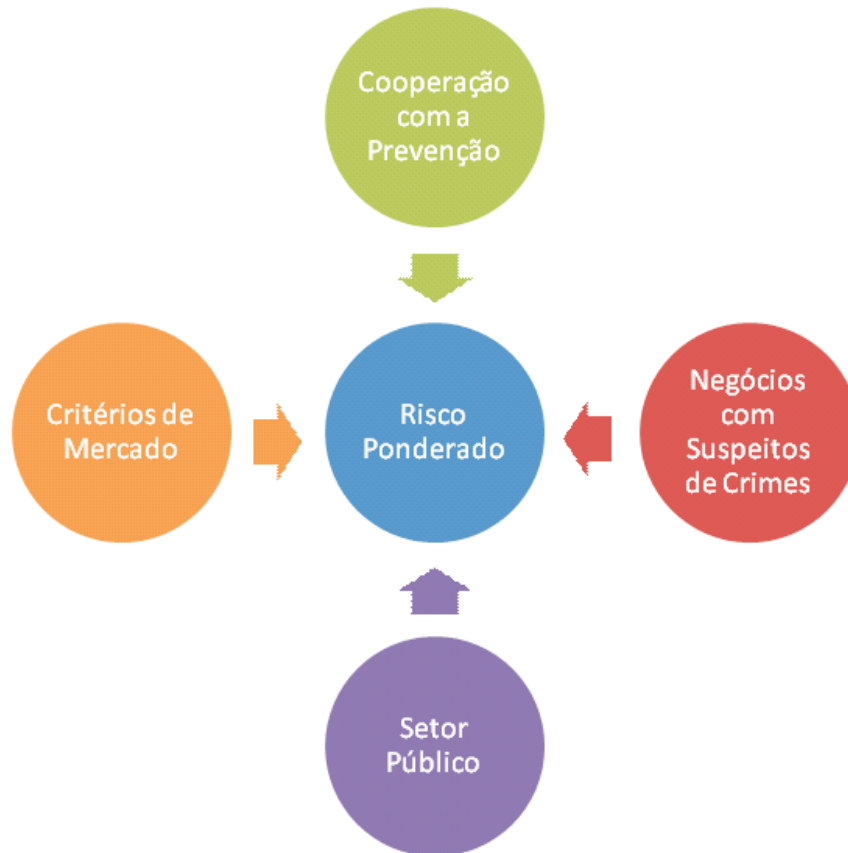 Cooperação
com a
Prevenção
Critérios de
Mercado
Risco
Ponderado
Negócios
com
Suspeitos
de Crimes
Setor
Público